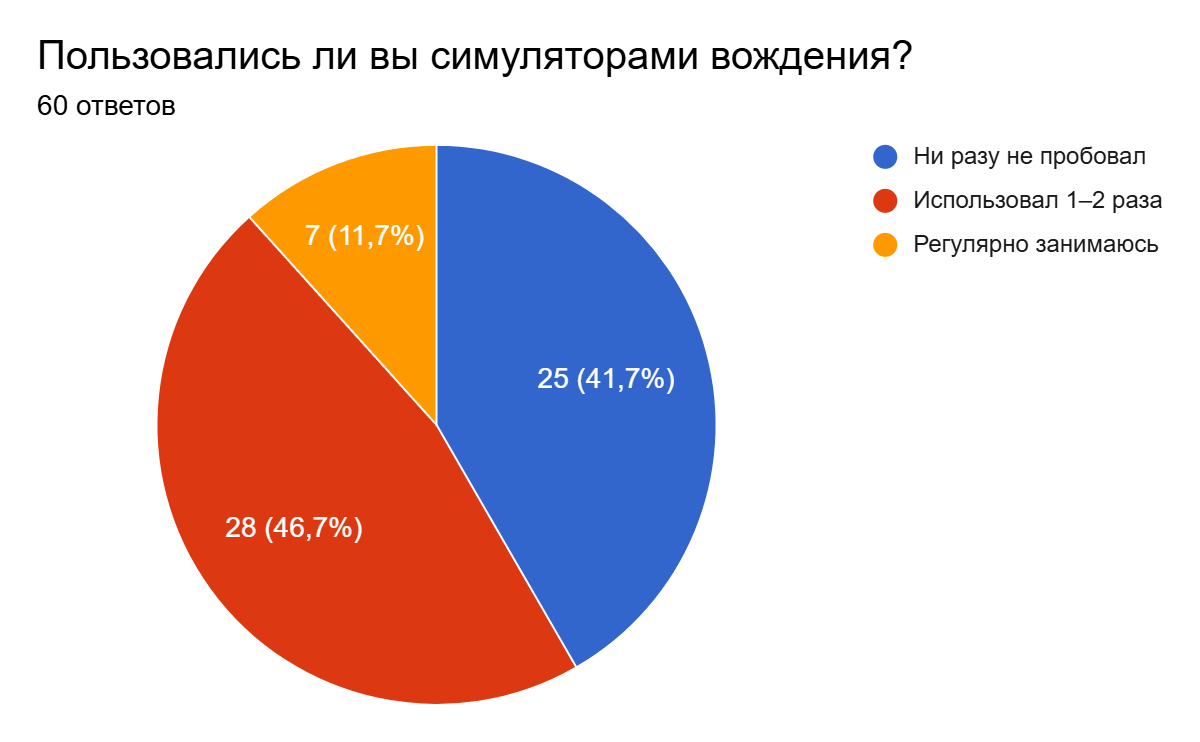 Пользовались ли вы симуляторами вождения?
60 ответов
Ни разу не пробовал
Использовал 1–2 раза
Регулярно занимаюсь
7 (11,7%)
25 (41,7%)
28 (46,7%)